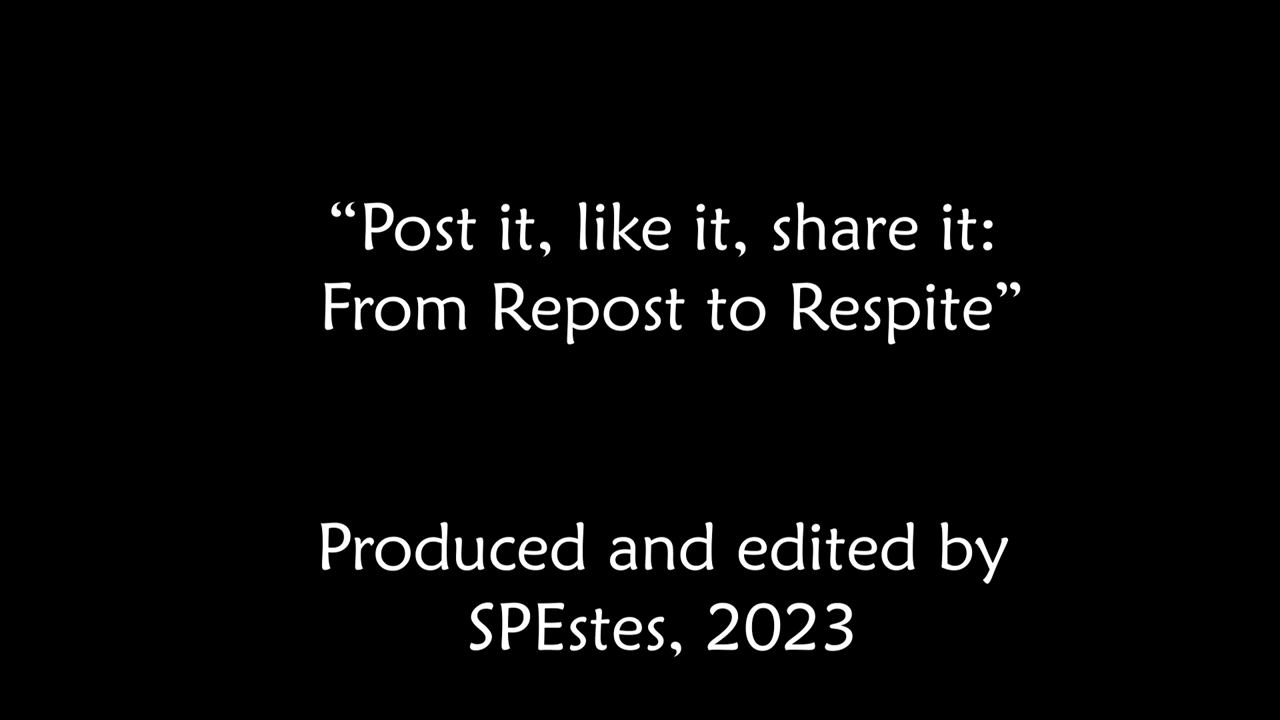 “Post it, like it, share it:
From Repost to Respite”
Produced and edited by
SPEstes, 2023